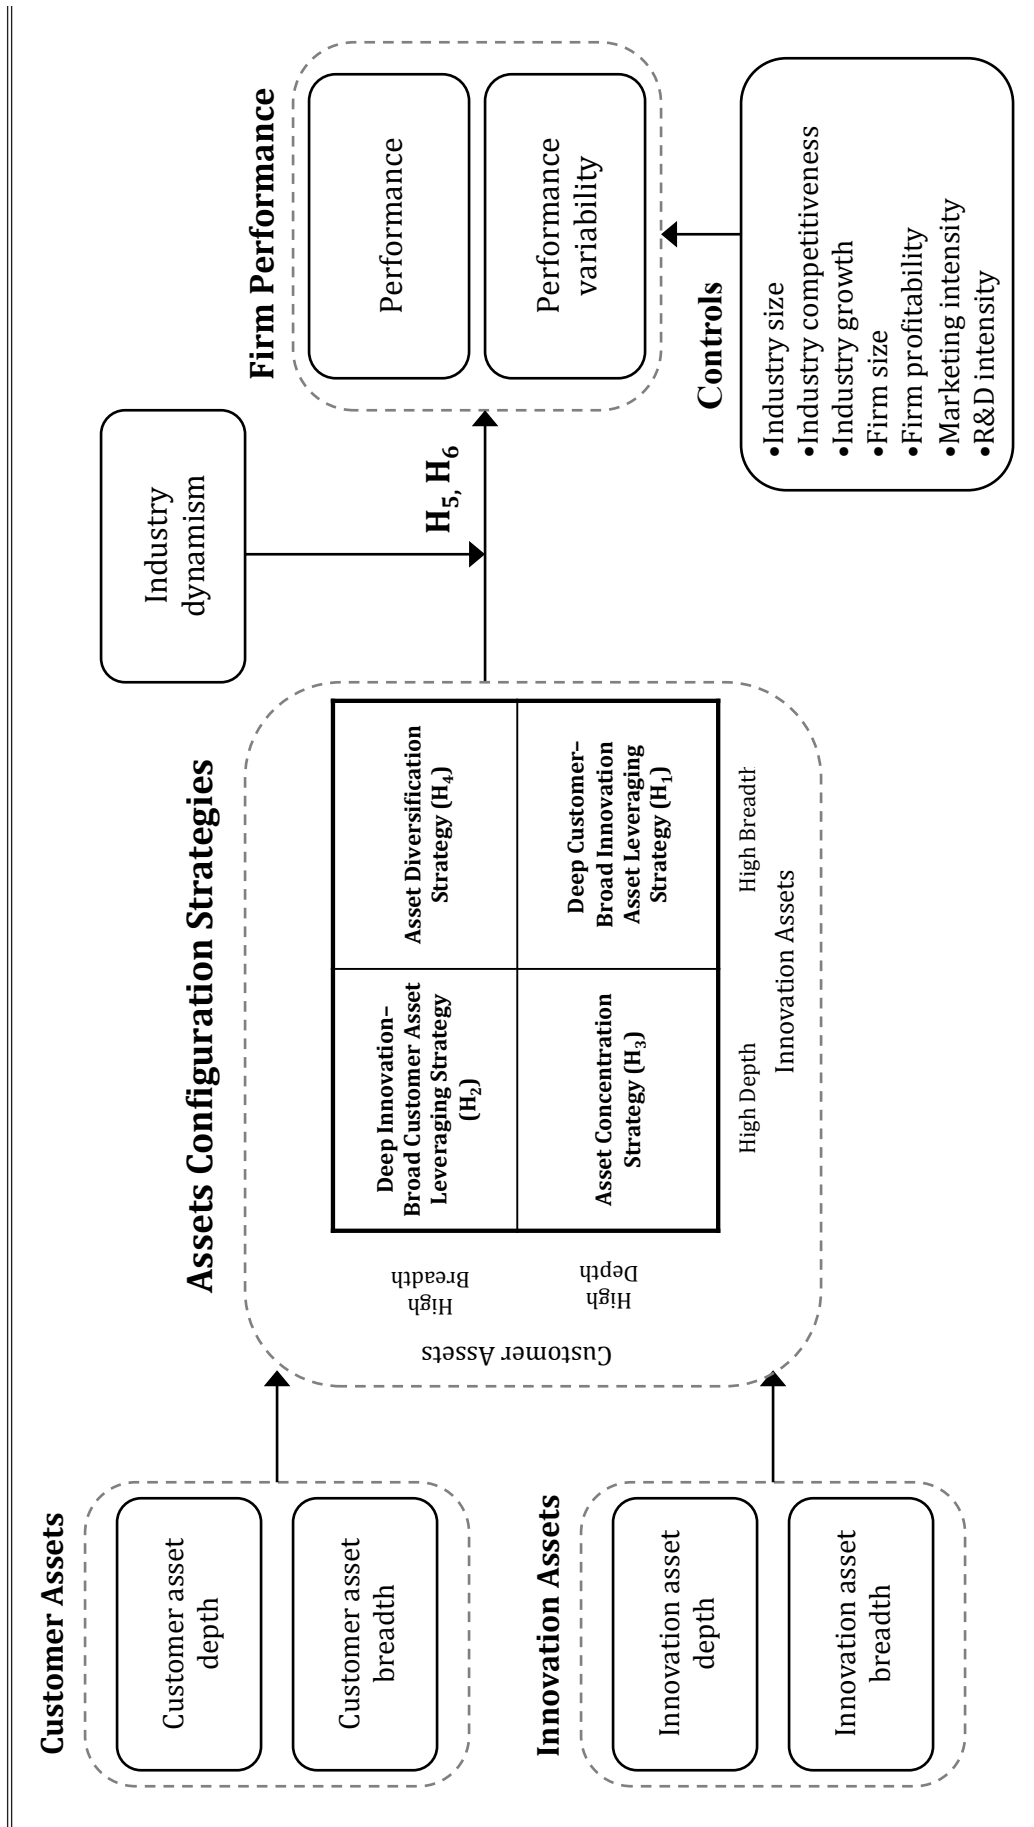 Customer Assets
Customer asset
depth
Customer asset
breadth
Innovation Assets
Innovation asset
depth
Innovation asset
breadth
Assets Configuration Strategies
Customer Assets
High
Breadth
High
Depth
Deep Innovation–
Broad Customer Asset
Leveraging Strategy
(H₂)
Asset Diversification
Strategy (H₄)
Asset Concentration
Strategy (H₃)
Deep Customer–
Broad Innovation
Asset Leveraging
Strategy (H₁)
High Depth
High Breadth
Innovation Assets
Industry
dynamism
H₅, H₆
Firm Performance
Performance
Performance
variability
Controls
•Industry size
•Industry competitiveness
•Industry growth
•Firm size
•Firm profitability
•Marketing intensity
•R&D intensity